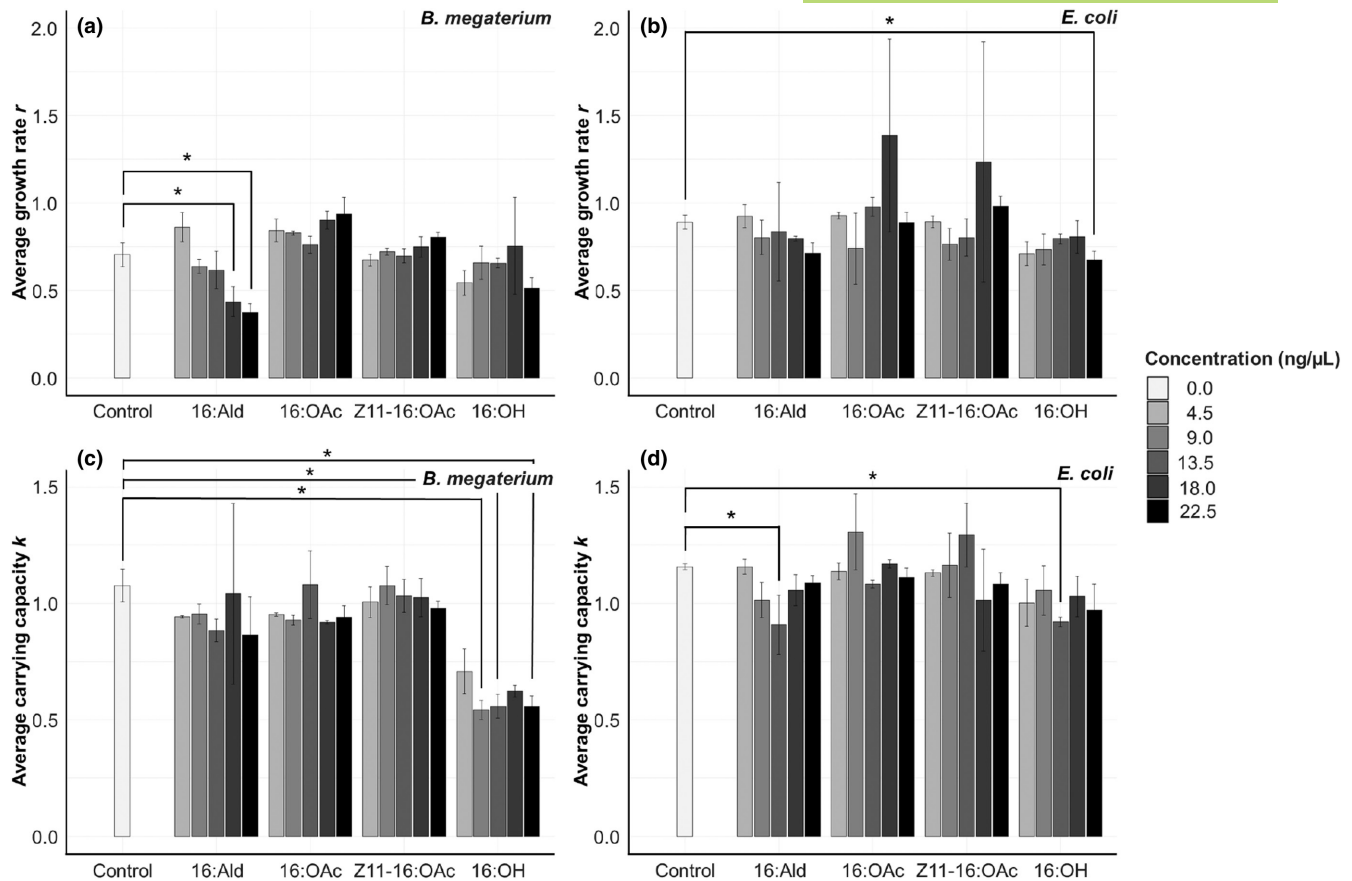 (a)
B. megaterium
2.0
1.5
1.0
0.5
0.0
Average growth rate r
*
*
Control 16:Ald 16:OAc Z11-16:OAc 16:OH
(b)
E. coli
2.0
1.5
1.0
0.5
0.0
Average growth rate r
*
Control 16:Ald 16:OAc Z11-16:OAc 16:OH
(c)
B. megaterium
1.5
1.0
0.5
0.0
Average carrying capacity k
*
*
*
Control 16:Ald 16:OAc Z11-16:OAc 16:OH
(d)
E. coli
1.5
1.0
0.5
0.0
Average carrying capacity k
*
*
Control 16:Ald 16:OAc Z11-16:OAc 16:OH
Concentration (ng/µL)
0.0
4.5
9.0
13.5
18.0
22.5